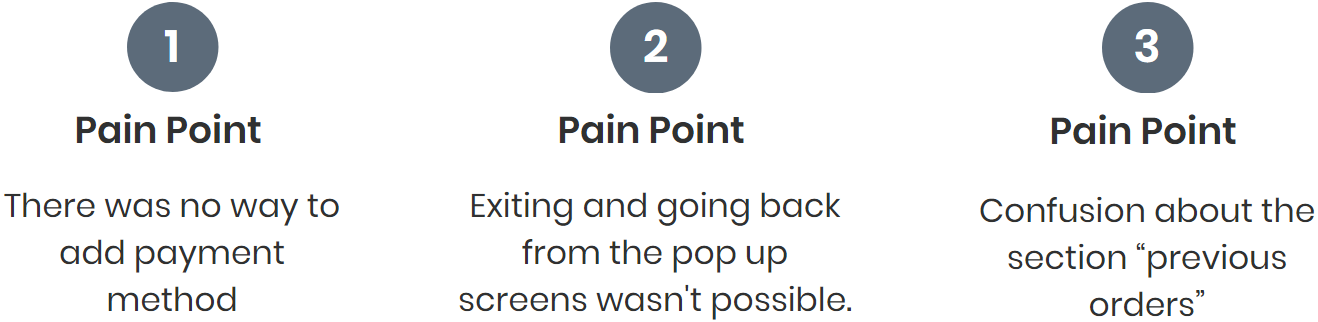 1
Pain Point
There was no way to
add payment
method
2
Pain Point
Exiting and going back
from the pop up
screens wasn't possible.
3
Pain Point
Confusion about the
section “previous
orders”